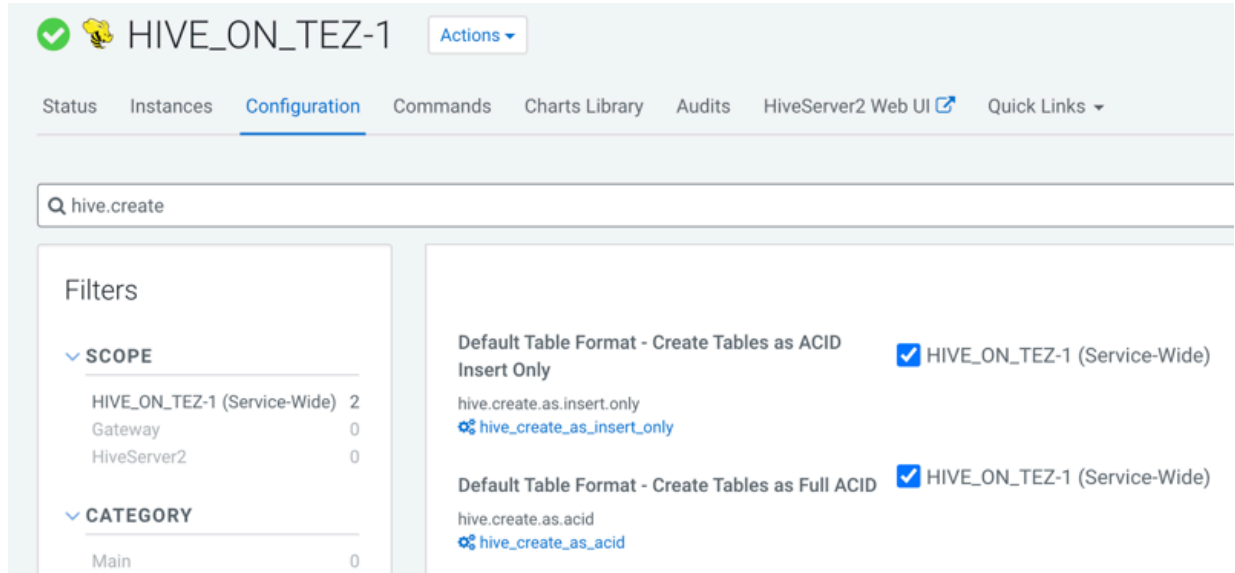 HIVE_ON_TEZ-1 Actions
Status Instances Configuration Commands Charts Library Audits HiveServer2 Web UI Quick Links
hive.create
Filters
SCOPE
HIVE_ON_TEZ-1 (Service-Wide) 2
Gateway 0
HiveServer2 0
CATEGORY
Main 0
Default Table Format - Create Tables as ACID
Insert Only
hive.create.as.insert.only
hive_create_as_insert_only
HIVE_ON_TEZ-1 (Service-Wide)
Default Table Format - Create Tables as Full ACID
hive.create.as.acid
hive_create_as_acid
HIVE_ON_TEZ-1 (Service-Wide)